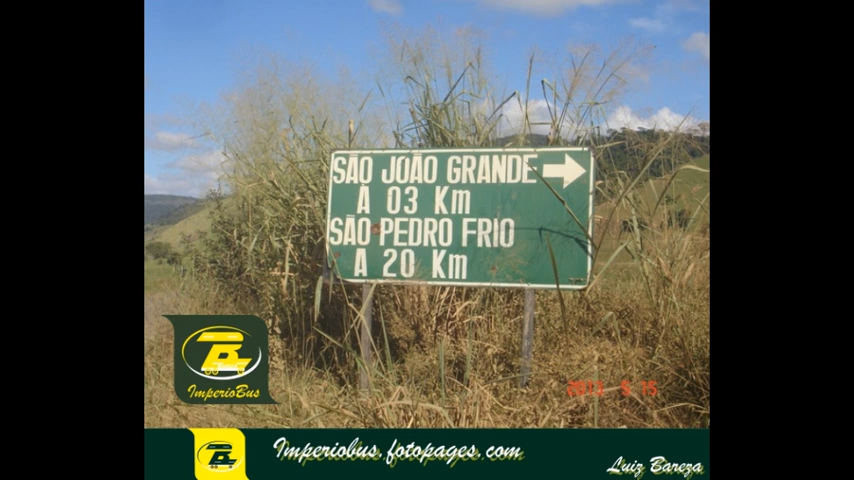 SÃO JOÃO GRANDE
À 03 Km
SÃO PEDRO FRIO
A 20 Km
ImperioBus
Imperiobus.fotopages.com
Luiz Bareza